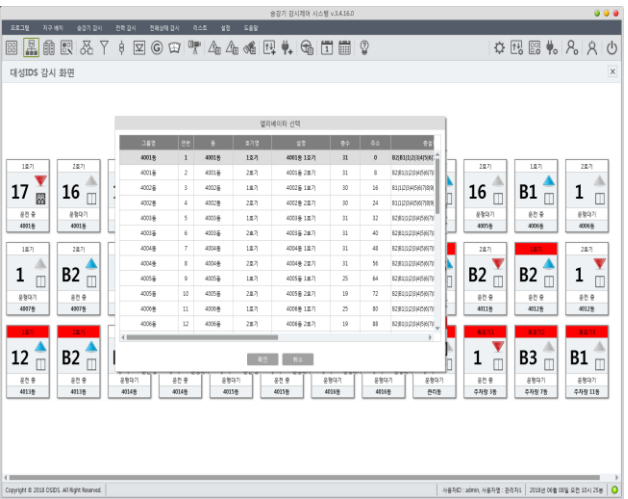 승강기 감시제어 시스템 v.3.4.16.0
프로그램 지구 배치 승강기 감시 전력 감시 전체상태 감시 리스트 설정 도움말
대성IDS 감시 화면
엘리베이터 선택
그룹명 연번 동 호기명 설명 층수 주소
4001동 1 4001동 1호기 4001동 1호기 31 0
4001동 2 4001동 2호기 4001동 2호기 31 8
4002동 3 4002동 1호기 4002동 1호기 30 16
4002동 4 4002동 2호기 4002동 2호기 30 24
4003동 5 4003동 1호기 4003동 1호기 31 32
4003동 6 4003동 2호기 4003동 2호기 31 40
4004동 7 4004동 1호기 4004동 1호기 31 48
4004동 8 4004동 2호기 4004동 2호기 31 56
4005동 9 4005동 1호기 4005동 1호기 25 64
4005동 10 4005동 2호기 4005동 2호기 19 72
4006동 11 4006동 1호기 4006동 1호기 25 80
4006동 12 4006동 2호기 4006동 2호기 19 88
확인 취소
1호기 2호기 2호기 1호기 2호기
17 16 16 B1 1
운전 중 운행대기 운전 중 운행대기 운행대기
4001동 4001동 4005동 4006동 4006동
1호기 2호기 2호기 1호기 2호기
1 B2 B2 B2 1
운행대기 운전 중 운전 중 운전 중 운전 중
4007동 4007동 4011동 4012동 4012동
12 B2 1 B3 B1
운전 중 운전 중 운행대기 운전 중 운행대기 운전 중 운행대기 운행대기 운행대기 운전 중 운전 중 운행대기
4013동 4013동 4014동 4014동 4015동 4015동 4016동 4016동 관리동 주차장 3동 주차장 7동 주차장 11동
Copyright © 2018 DSIDS. All Right Reserved.
사용자ID : admin, 사용자명 : 관리자1 2018년 06월 08일 오전 10시 25분